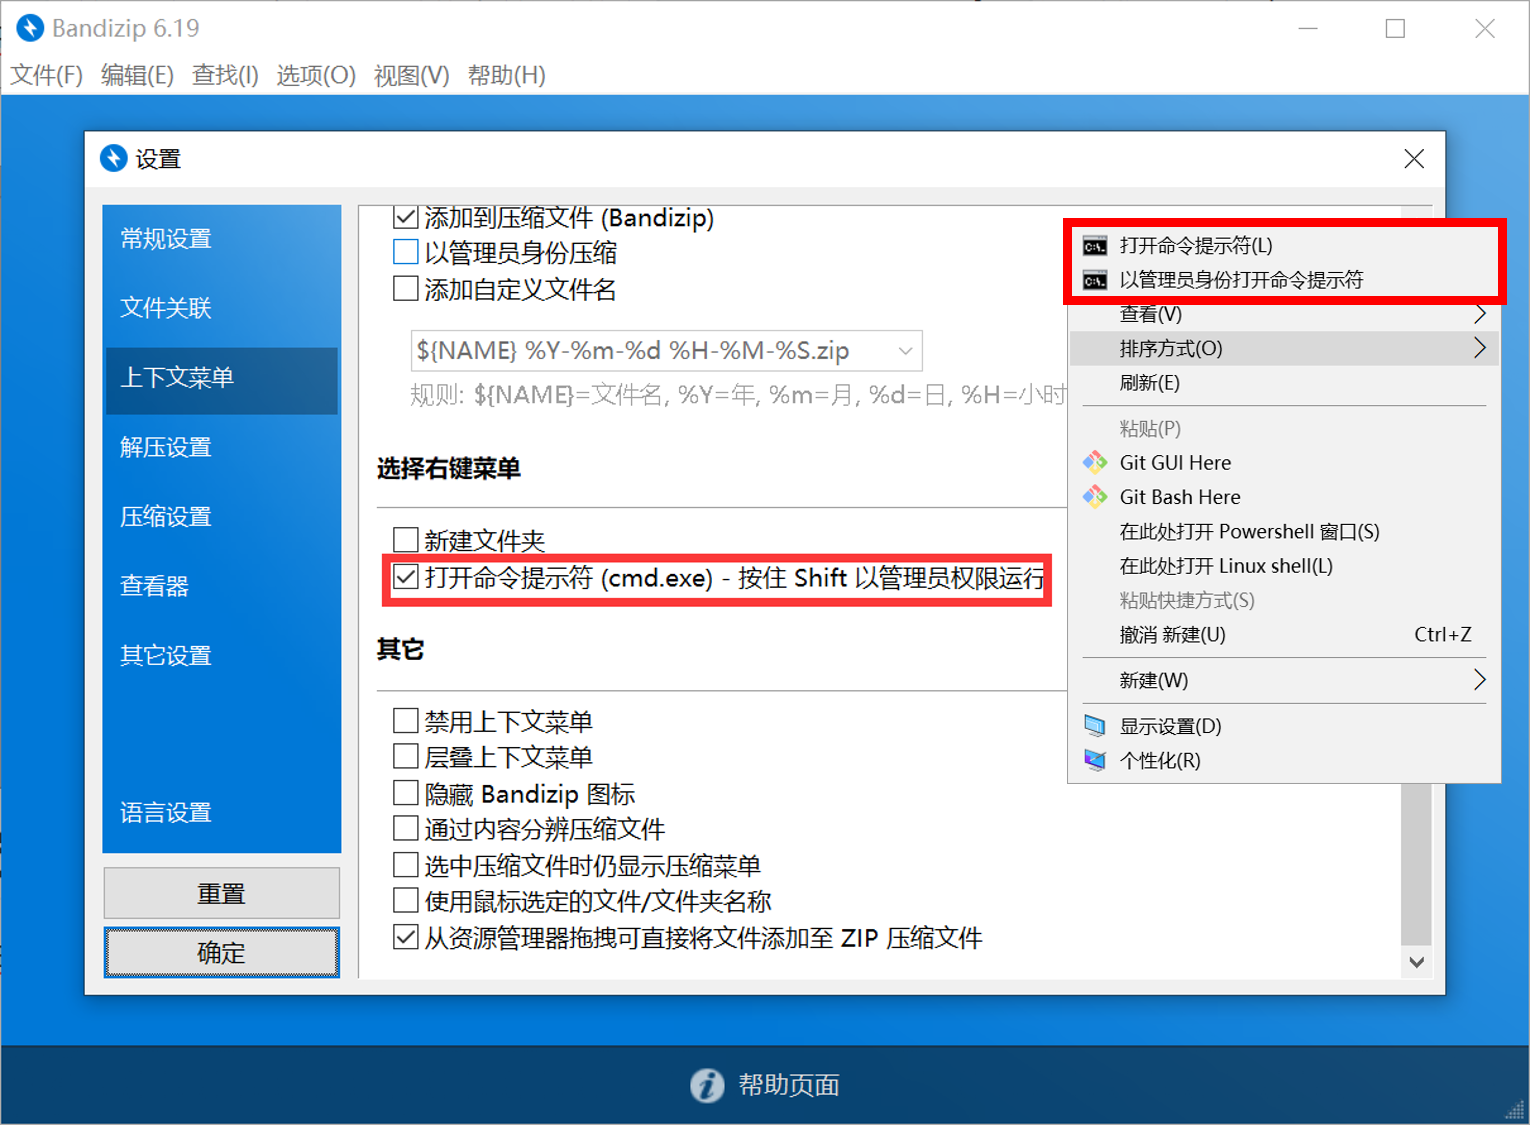 Bandizip 6.19
文件(F) 编辑(E) 查找(I) 选项(O) 视图(V) 帮助(H)
设置
常规设置
文件关联
上下文菜单
解压设置
压缩设置
查看器
其它设置
语言设置
重置
确定
添加到压缩文件 (Bandizip)
以管理员身份压缩
添加自定义文件名
${NAME} %Y-%m-%d %H-%M-%S.zip
规则: ${NAME}=文件名, %Y=年, %m=月, %d=日, %H=小时
选择右键菜单
新建文件夹
打开命令提示符 (cmd.exe) - 按住 Shift 以管理员权限运行
其它
禁用上下文菜单
层叠上下文菜单
隐藏 Bandizip 图标
通过内容分辨压缩文件
选中压缩文件时仍显示压缩菜单
使用鼠标选定的文件/文件夹名称
从资源管理器拖拽可直接将文件添加至 ZIP 压缩文件
打开命令提示符(L)
以管理员身份打开命令提示符
查看(V)
排序方式(O)
刷新(E)
粘贴(P)
Git GUI Here
Git Bash Here
在此处打开 Powershell 窗口(S)
在此处打开 Linux shell(L)
粘贴快捷方式(S)
撤消 新建(U) Ctrl+Z
新建(W)
显示设置(D)
个性化(R)
帮助页面